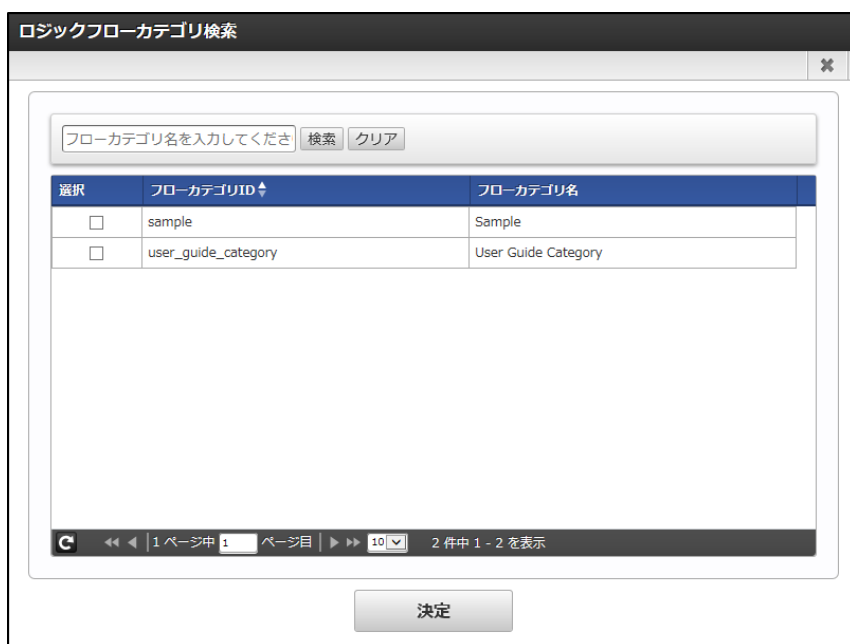 ロジックフローカテゴリ検索
フローカテゴリ名を入力してくださ 検索 クリア
選択 フローカテゴリID フローカテゴリ名
sample Sample
user_guide_category User Guide Category
1 ページ中 1 ページ目 10 2 件中 1 - 2 を表示
決定